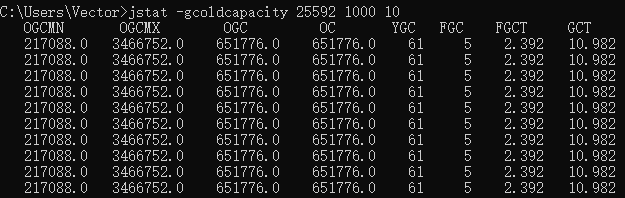 C:\Users\Vector>jstat -gcoldcapacity 25592 1000 10
OGCMN OGCMX OGC OC YGC FGC FGCT GCT
217088.0 3466752.0 651776.0 651776.0 61 5 2.392 10.982
217088.0 3466752.0 651776.0 651776.0 61 5 2.392 10.982
217088.0 3466752.0 651776.0 651776.0 61 5 2.392 10.982
217088.0 3466752.0 651776.0 651776.0 61 5 2.392 10.982
217088.0 3466752.0 651776.0 651776.0 61 5 2.392 10.982
217088.0 3466752.0 651776.0 651776.0 61 5 2.392 10.982
217088.0 3466752.0 651776.0 651776.0 61 5 2.392 10.982
217088.0 3466752.0 651776.0 651776.0 61 5 2.392 10.982
217088.0 3466752.0 651776.0 651776.0 61 5 2.392 10.982
217088.0 3466752.0 651776.0 651776.0 61 5 2.392 10.982